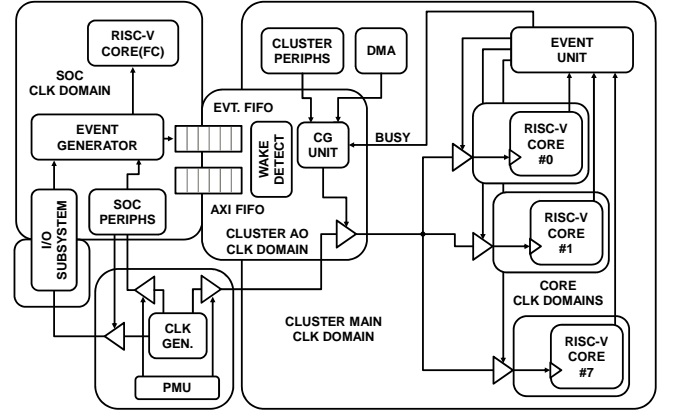 RISC-V
CORE(FC)
SOC
CLK DOMAIN
EVENT
GENERATOR
I/O
SUBSYSTEM
SOC
PERIPHS
CLK
GEN.
PMU
EVT. FIFO
AXI FIFO
WAKE
DETECT
CLUSTER
PERIPHS
DMA
CG
UNIT
BUSY
CLUSTER AO
CLK DOMAIN
CLUSTER MAIN
CLK DOMAIN
EVENT
UNIT
RISC-V
CORE
#0
RISC-V
CORE
#1
CORE
CLK DOMAINS
RISC-V
CORE
#7